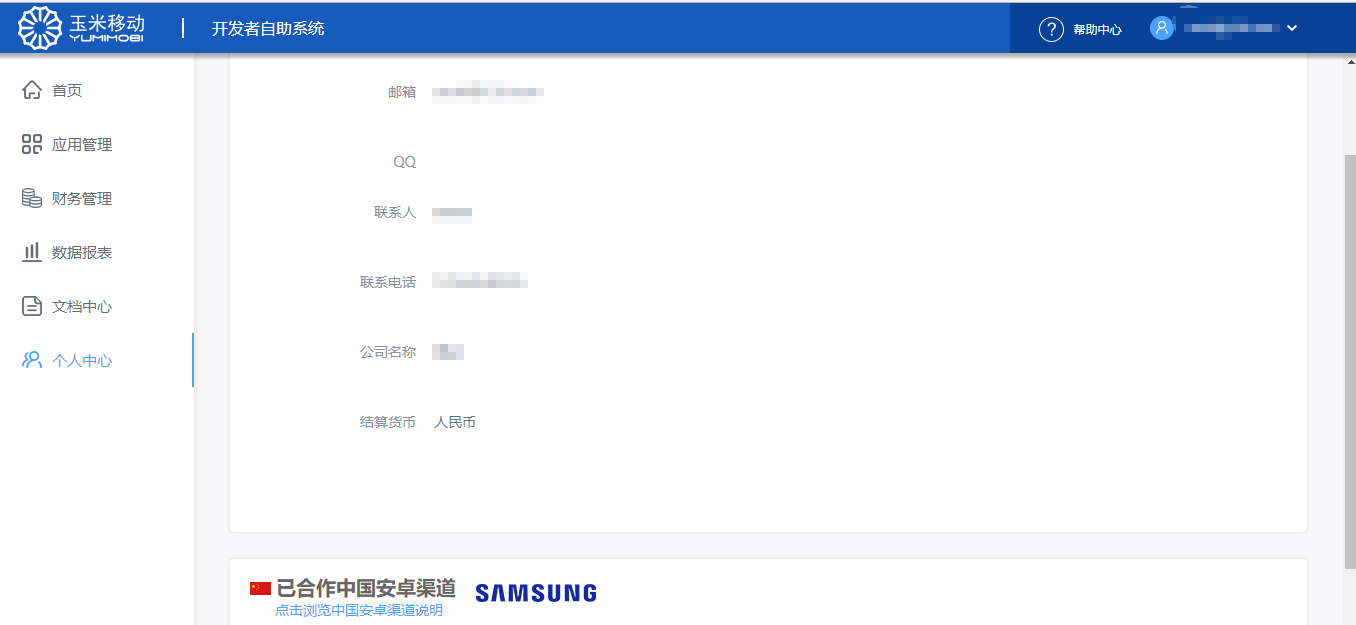 玉米移动
YUMIMOBI
开发者自助系统
帮助中心
首页
应用管理
财务管理
数据报表
文档中心
个人中心
邮箱
QQ
联系人
联系电话
公司名称
结算货币 人民币
已合作中国安卓渠道
点击浏览中国安卓渠道说明
SAMSUNG